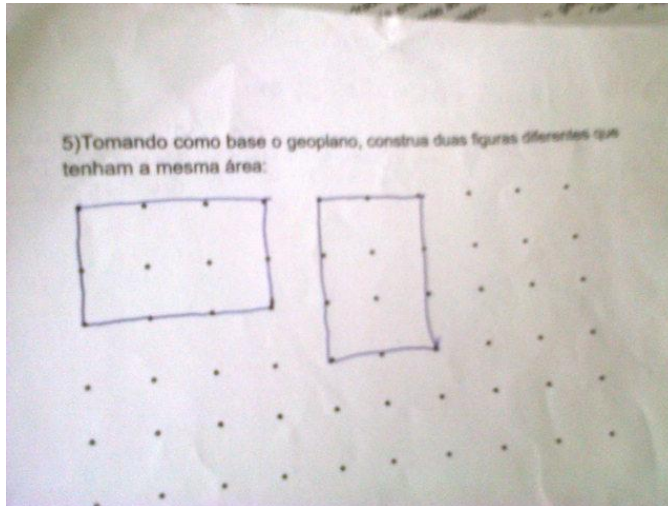 5)Tomando como base o geoplano, construa duas figuras diferentes que
tenham a mesma área: